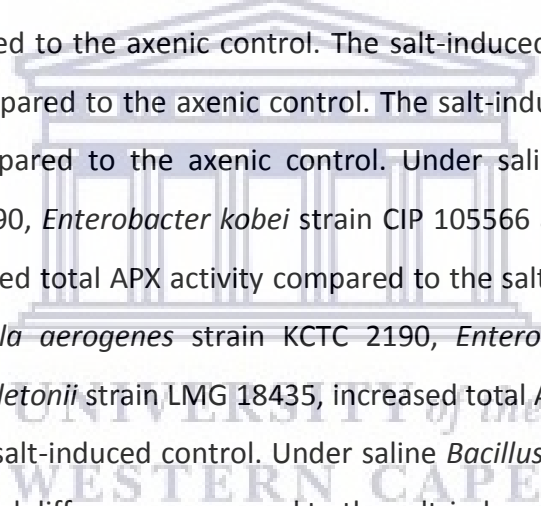 ed to the axenic control. The salt-induced
pared to the axenic control. The salt-indu
pared to the axenic control. Under sali
90, Enterobacter kobei strain CIP 105566
ed total APX activity compared to the salt
la aerogenes strain KCTC 2190, Entero
letonii strain LMG 18435, increased total A
UNIVERSITY of the
salt-induced control. Under saline Bacillus
WESTERN CAPE